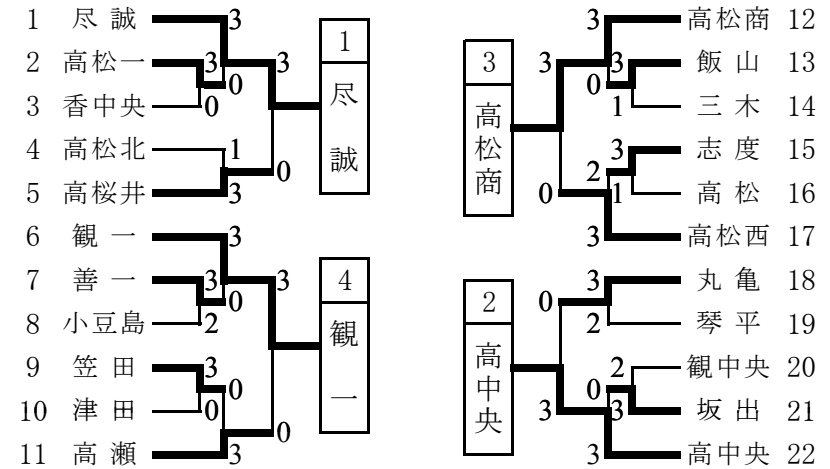 1 尽 誠 3
2 高松一 3 0
3 香中央 0
4 高松北 1
5 高桜井 3
3
0
1
尽誠
6 観 一 3
7 善 一 3 0
8 小豆島 2
9 笠 田 3 0
10 津 田 0
11 高 瀬 3
3
0
4
観一
3
高松商
3
0
3 高松商 12
0 3 飯 山 13
1 三 木 14
2 3 志 度 15
1 高 松 16
3 高松西 17
2
高中央
0
3
3 丸 亀 18
2 琴 平 19
2 観中央 20
0 3 坂 出 21
3 高中央 22